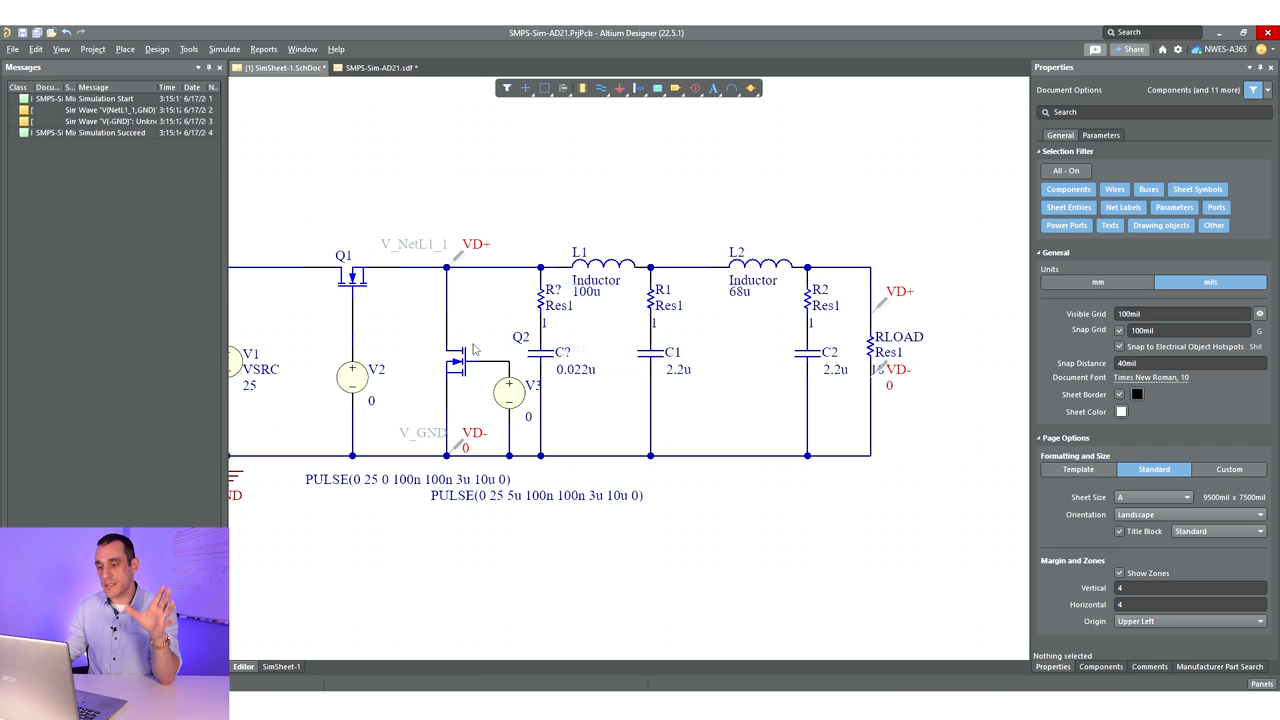 SMPS-Sim-AD21.PrjPcb - Altium Designer (22.5.1)
Search
File Edit View Project Place Design Tools Simulate Reports Window Help
Share
NWES-A365
Messages
[1] SimSheet-1.SchDoc *
SMPS-Sim-AD21.sdf *
Properties
Class Docu... S... Message Time Date N...
SMPS-Si Mi Simulation Start 3:15:1 6/17/2 1
[ Sir Wave "V(NetL1_1,GND)" 3:15:1 6/17/2 2
[ Sir Wave "V(-GND)": Unkno 3:15:1 6/17/2 3
SMPS-Si Mi Simulation Succeed 3:15:14 6/17/2 4
Document Options
Components (and 11 more)
Search
General
Parameters
Selection Filter
All - On
Components Wires Buses Sheet Symbols
Sheet Entries Net Labels Parameters Ports
Power Ports Texts Drawing objects Other
General
Units
mm
mils
Visible Grid 100mil
Snap Grid 100mil G
Snap to Electrical Object Hotspots Shif
Snap Distance 40mil
Document Font Times New Roman, 10
Sheet Border
Sheet Color
Page Options
Formatting and Size
Template Standard Custom
Sheet Size A 9500mil x 7500mil
Orientation Landscape
Title Block Standard
Margin and Zones
Show Zones
Vertical 4
Horizontal 4
Origin Upper Left
Nothing selected
Properties Components Comments Manufacturer Part Search
Panels
Q1
V_NetL1_1
VD+
L1
Inductor
100u
L2
Inductor
68u
R?
Res1
1
R1
Res1
1
R2
Res1
1
VD+
RLOAD
Res1
VD-
0
V1
VSRC
25
V2
0
Q2
V3
0
C?
0.022u
C1
2.2u
C2
2.2u
V_GND
VD-
0
PULSE(0 25 0 100n 100n 3u 10u 0)
PULSE(0 25 5u 100n 100n 3u 10u 0)
Editor
SimSheet-1